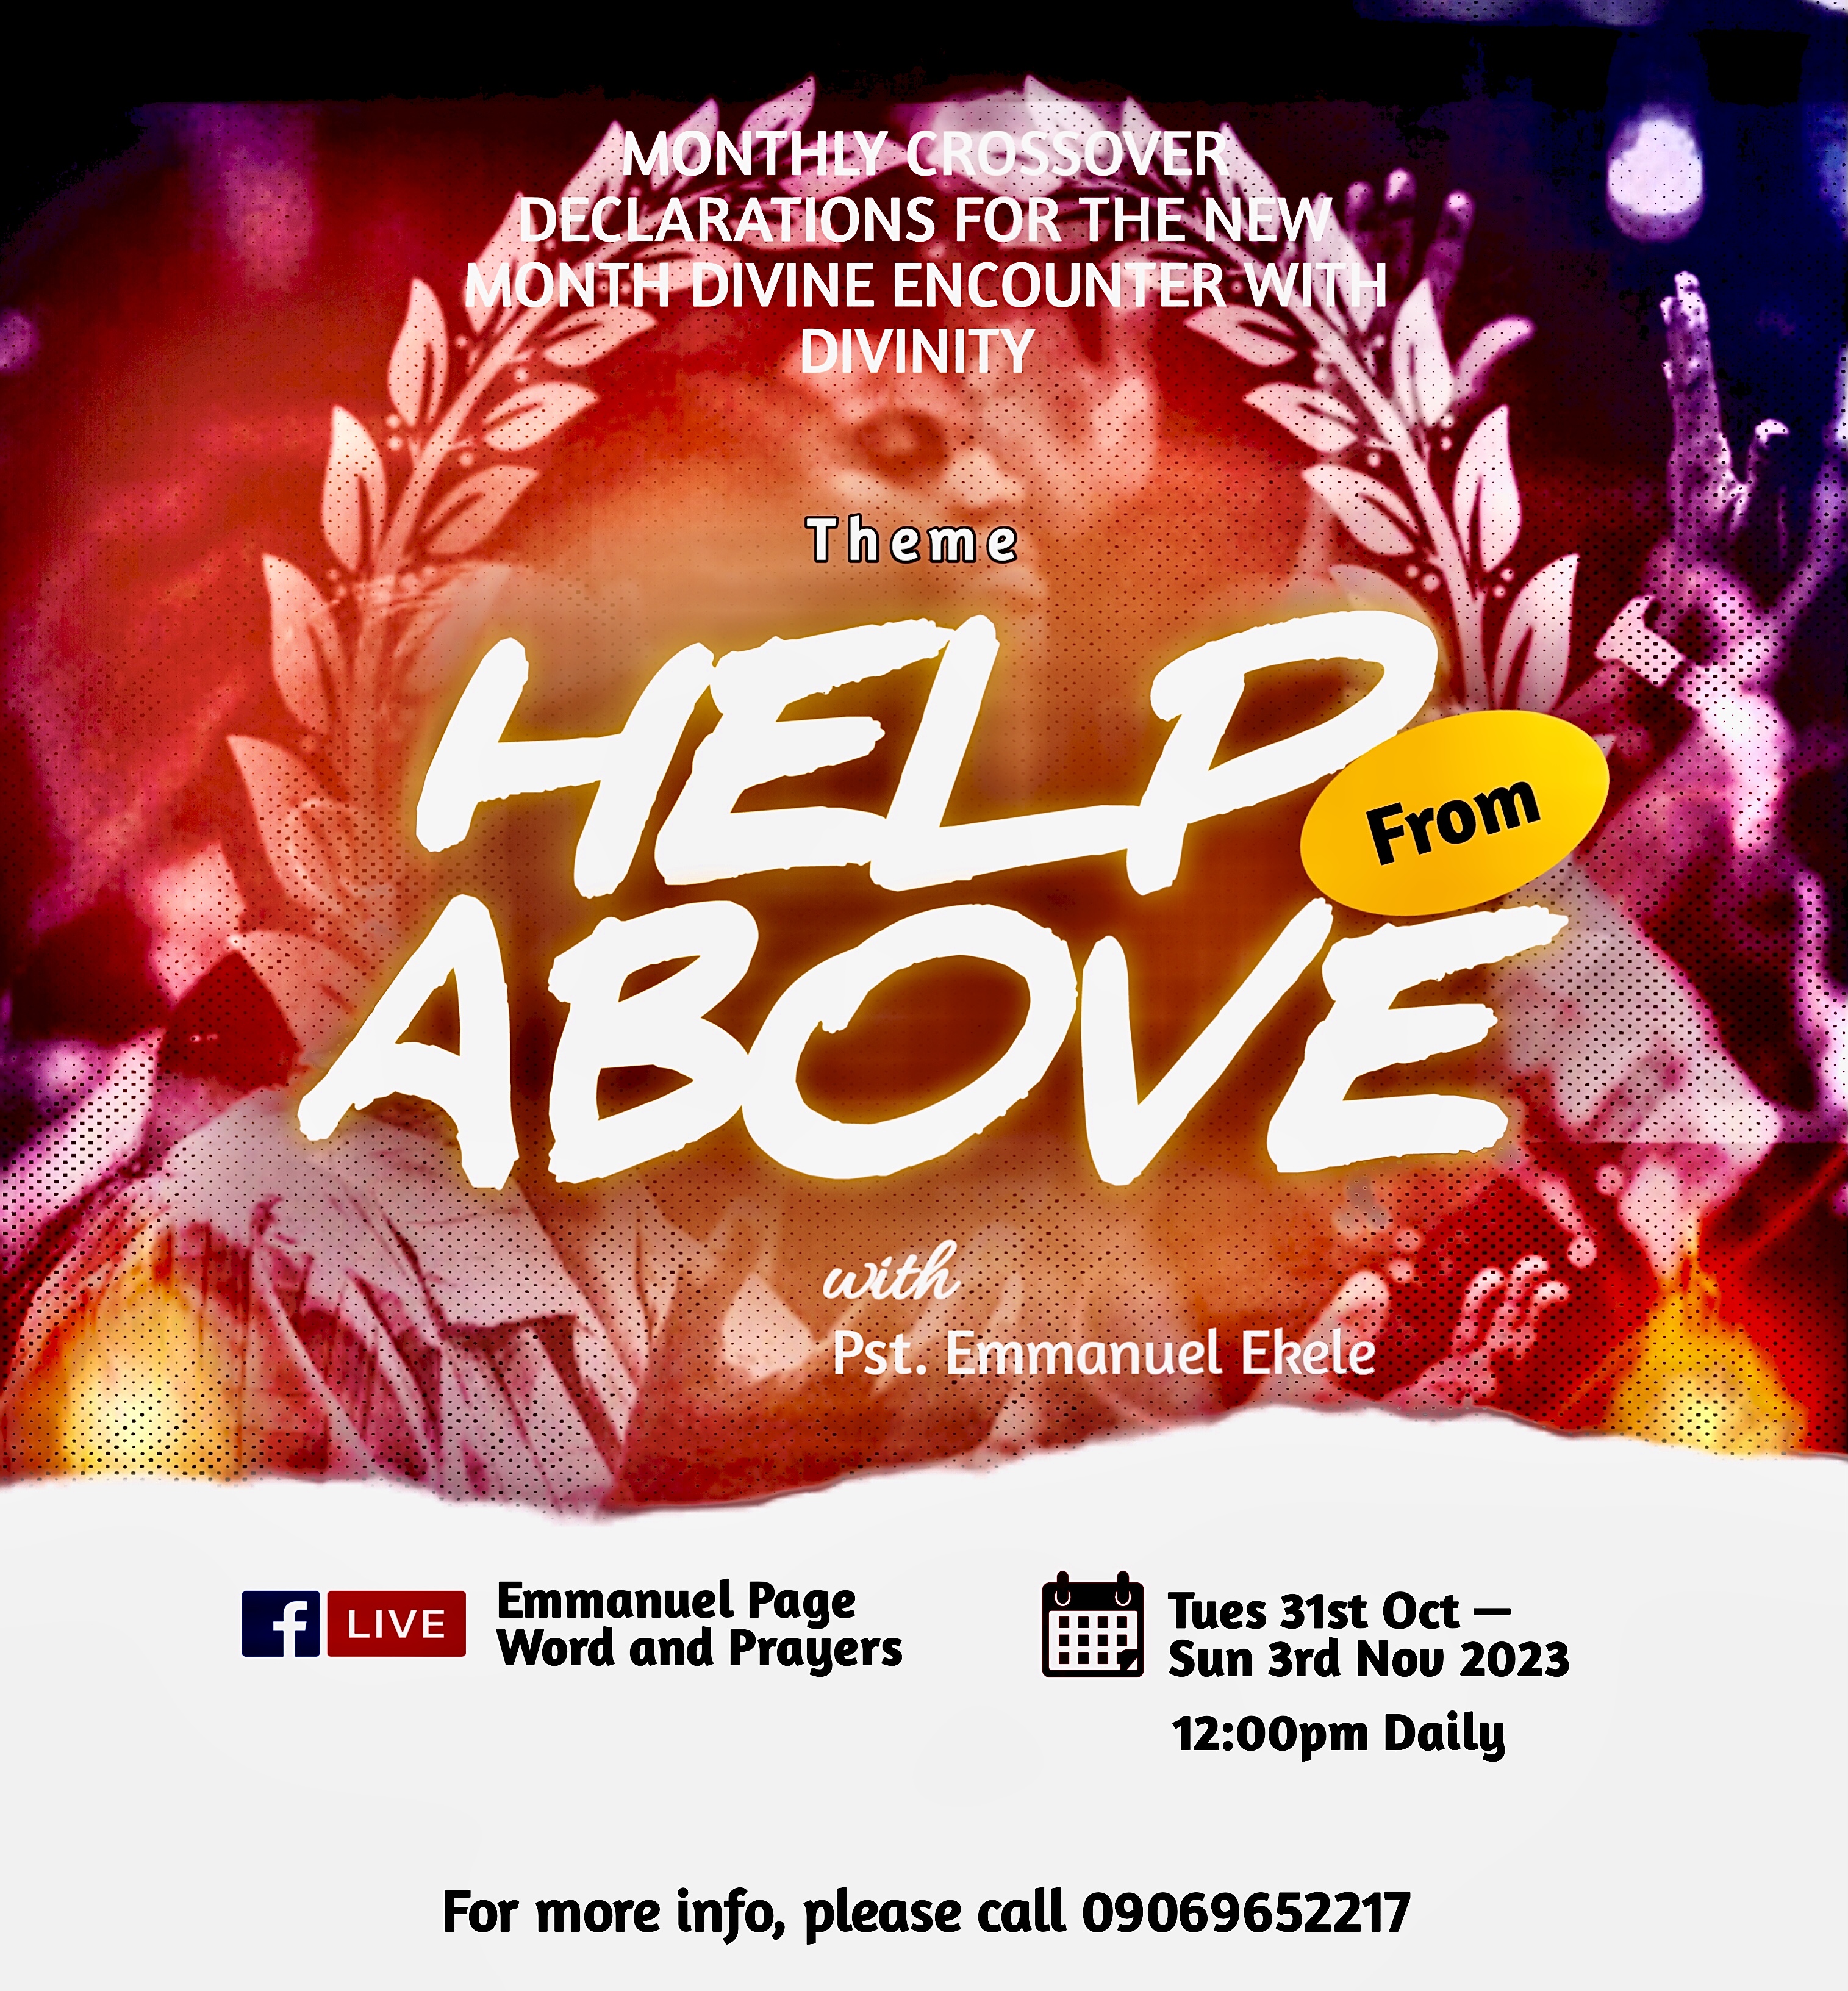 MONTHLY CROSSOVER
DECLARATIONS FOR THE NEW
MONTH DIVINE ENCOUNTER WITH
DIVINITY
Theme
HELP
From
ABOVE
with
Pst. Emmanuel Ekele
f LIVE
Emmanuel Page
Word and Prayers
Tues 31st Oct —
Sun 3rd Nov 2023
12:00pm Daily
For more info, please call 09069652217